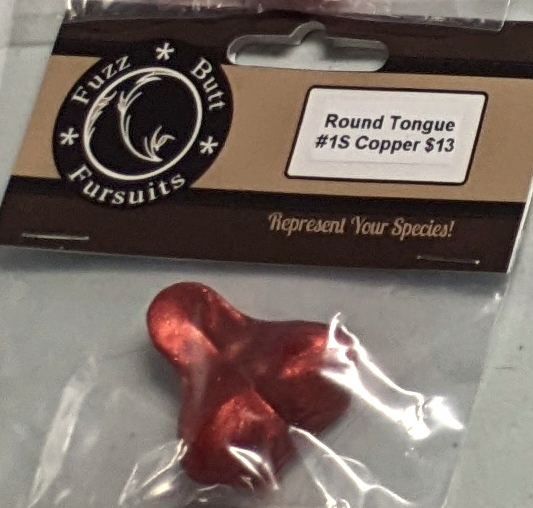 Fuzz Butt
Fursuits
Round Tongue
#1S Copper $13
Represent Your Species!